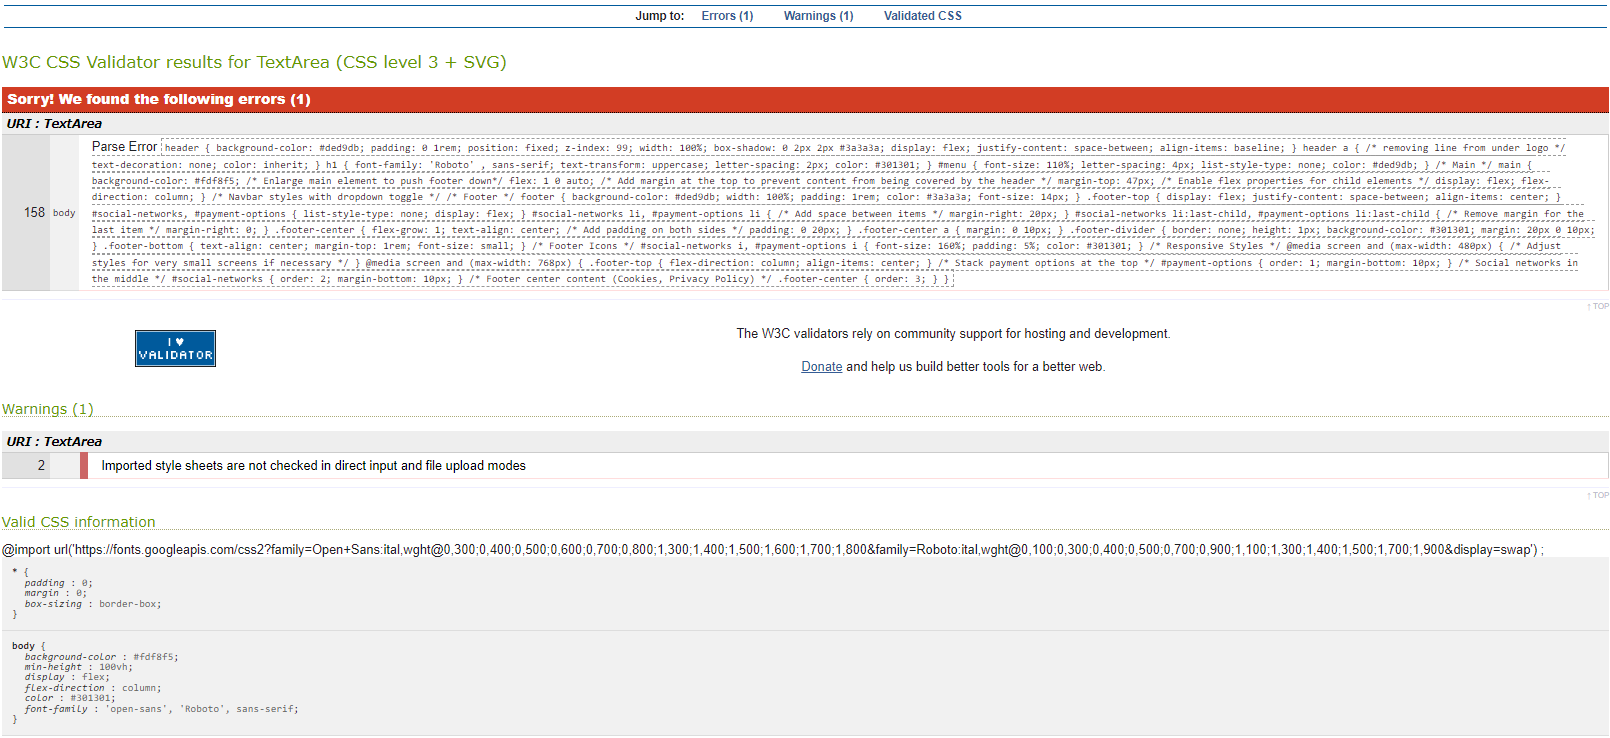 Jump to: Errors (1) Warnings (1) Validated CSS
W3C CSS Validator results for TextArea (CSS level 3 + SVG)
Sorry! We found the following errors (1)
URI : TextArea
158 body Parse Error header { background-color: #ded9db; padding: 0 1rem; position: fixed; z-index: 99; width: 100%; box-shadow: 0 2px 2px #3a3a3a; display: flex; justify-content: space-between; align-items: baseline; } header a { /* removing line from under logo */
text-decoration: none; color: inherit; } h1 { font-family: 'Roboto' , sans-serif; text-transform: uppercase; letter-spacing: 2px; color: #301301; } #menu { font-size: 110%; letter-spacing: 4px; list-style-type: none; color: #ded9db; } /* Main */ main {
background-color: #fdf8f5; /* Enlarge main element to push footer down*/ flex: 1 0 auto; /* Add margin at the top to prevent content from being covered by the header */ margin-top: 47px; /* Enable flex properties for child elements */ display: flex; flex-
direction: column; } /* Navbar styles with dropdown toggle */ /* Footer */ footer { background-color: #ded9db; width: 100%; padding: 1rem; color: #3a3a3a; font-size: 14px; } .footer-top { display: flex; justify-content: space-between; align-items: center; }
#social-networks, #payment-options { list-style-type: none; display: flex; } #social-networks li, #payment-options li { /* Add space between items */ margin-right: 20px; } #social-networks li:last-child, #payment-options li:last-child { /* Remove margin for the
last item */ margin-right: 0; } .footer-center { flex-grow: 1; text-align: center; /* Add padding on both sides */ padding: 0 20px; } .footer-center a { margin: 0 10px; } .footer-divider { border: none; height: 1px; background-color: #301301; margin: 20px 0 10px;
} .footer-bottom { text-align: center; margin-top: 1rem; font-size: small; } /* Footer Icons */ #social-networks i, #payment-options i { font-size: 160%; padding: 5%; color: #301301; } /* Responsive Styles */ @media screen and (max-width: 480px) { /* Adjust
styles for very small screens if necessary */ } @media screen and (max-width: 768px) { .footer-top { flex-direction: column; align-items: center; } /* Stack payment options at the top */ #payment-options { order: 1; margin-bottom: 10px; } /* Social networks in
the middle */ #social-networks { order: 2; margin-bottom: 10px; } /* Footer center content (Cookies, Privacy Policy) */ .footer-center { order: 3; } }
↑ TOP
I ♥
VALIDATOR
The W3C validators rely on community support for hosting and development.
Donate and help us build better tools for a better web.
Warnings (1)
URI : TextArea
2 Imported style sheets are not checked in direct input and file upload modes
↑ TOP
Valid CSS information
@import url('https://fonts.googleapis.com/css2?family=Open+Sans:ital,wght@0,300;0,400;0,500;0,600;0,700;0,800;1,300;1,400;1,500;1,600;1,700;1,800&family=Roboto:ital,wght@0,100;0,300;0,400;0,500;0,700;0,900;1,100;1,300;1,400;1,500;1,700;1,900&display=swap') ;
* {
padding : 0;
margin : 0;
box-sizing : border-box;
}
body {
background-color : #fdf8f5;
min-height : 100vh;
display : flex;
flex-direction : column;
color : #301301;
font-family : 'open-sans', 'Roboto', sans-serif;
}